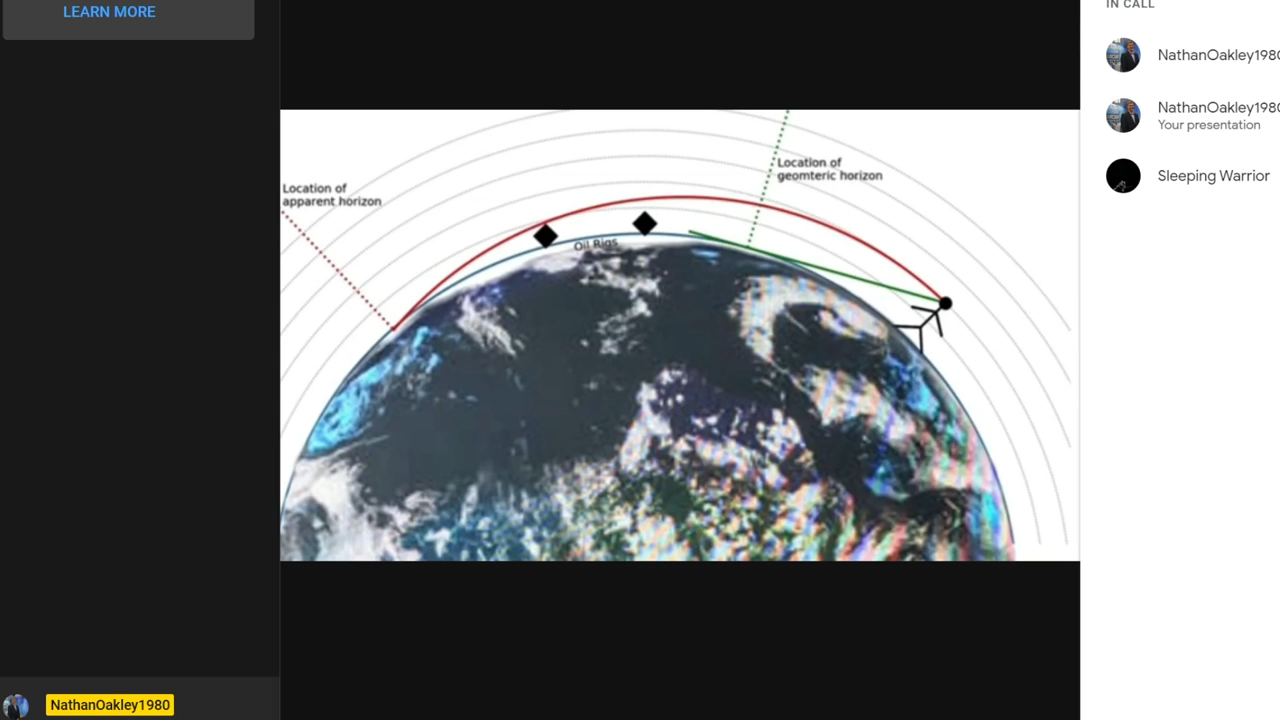 LEARN MORE
IN CALL
NathanOakley1980
NathanOakley1980
Your presentation
Sleeping Warrior
Location of
apparent horizon
Location of
geomteric horizon
Oil Rigs
NathanOakley1980